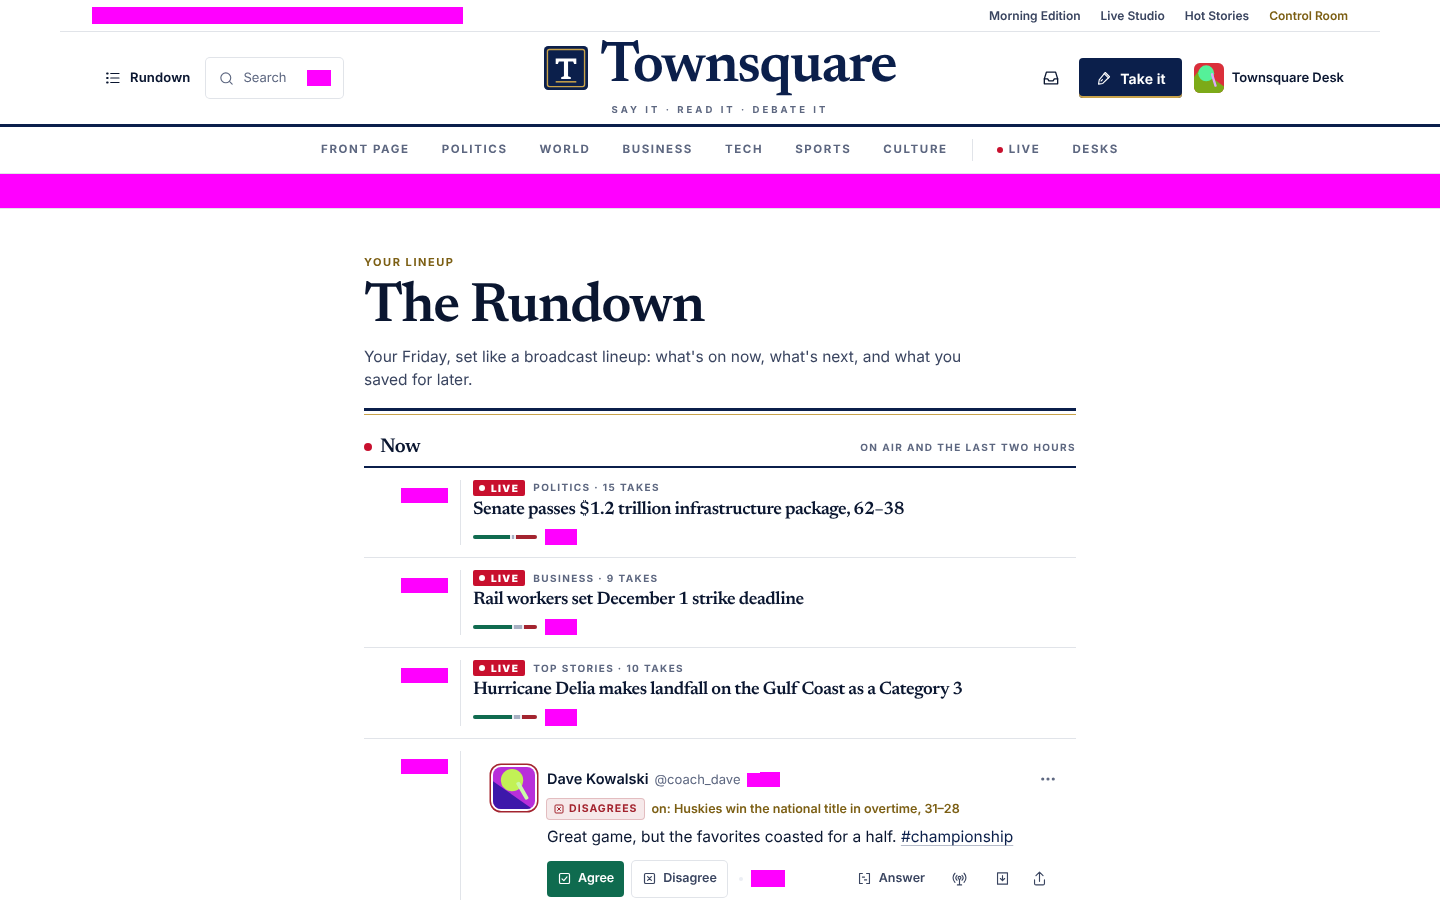 Morning Edition Live Studio Hot Stories Control Room
Rundown Search T Townsquare Take it Townsquare Desk
SAY IT · READ IT · DEBATE IT
FRONT PAGE POLITICS WORLD BUSINESS TECH SPORTS CULTURE LIVE DESKS
YOUR LINEUP
The Rundown
Your Friday, set like a broadcast lineup: what's on now, what's next, and what you
saved for later.
Now ON AIR AND THE LAST TWO HOURS
LIVE POLITICS · 15 TAKES
Senate passes $1.2 trillion infrastructure package, 62–38
LIVE BUSINESS · 9 TAKES
Rail workers set December 1 strike deadline
LIVE TOP STORIES · 10 TAKES
Hurricane Delia makes landfall on the Gulf Coast as a Category 3
Dave Kowalski @coach_dave
DISAGREES on: Huskies win the national title in overtime, 31–28
Great game, but the favorites coasted for a half. #championship
Agree Disagree Answer